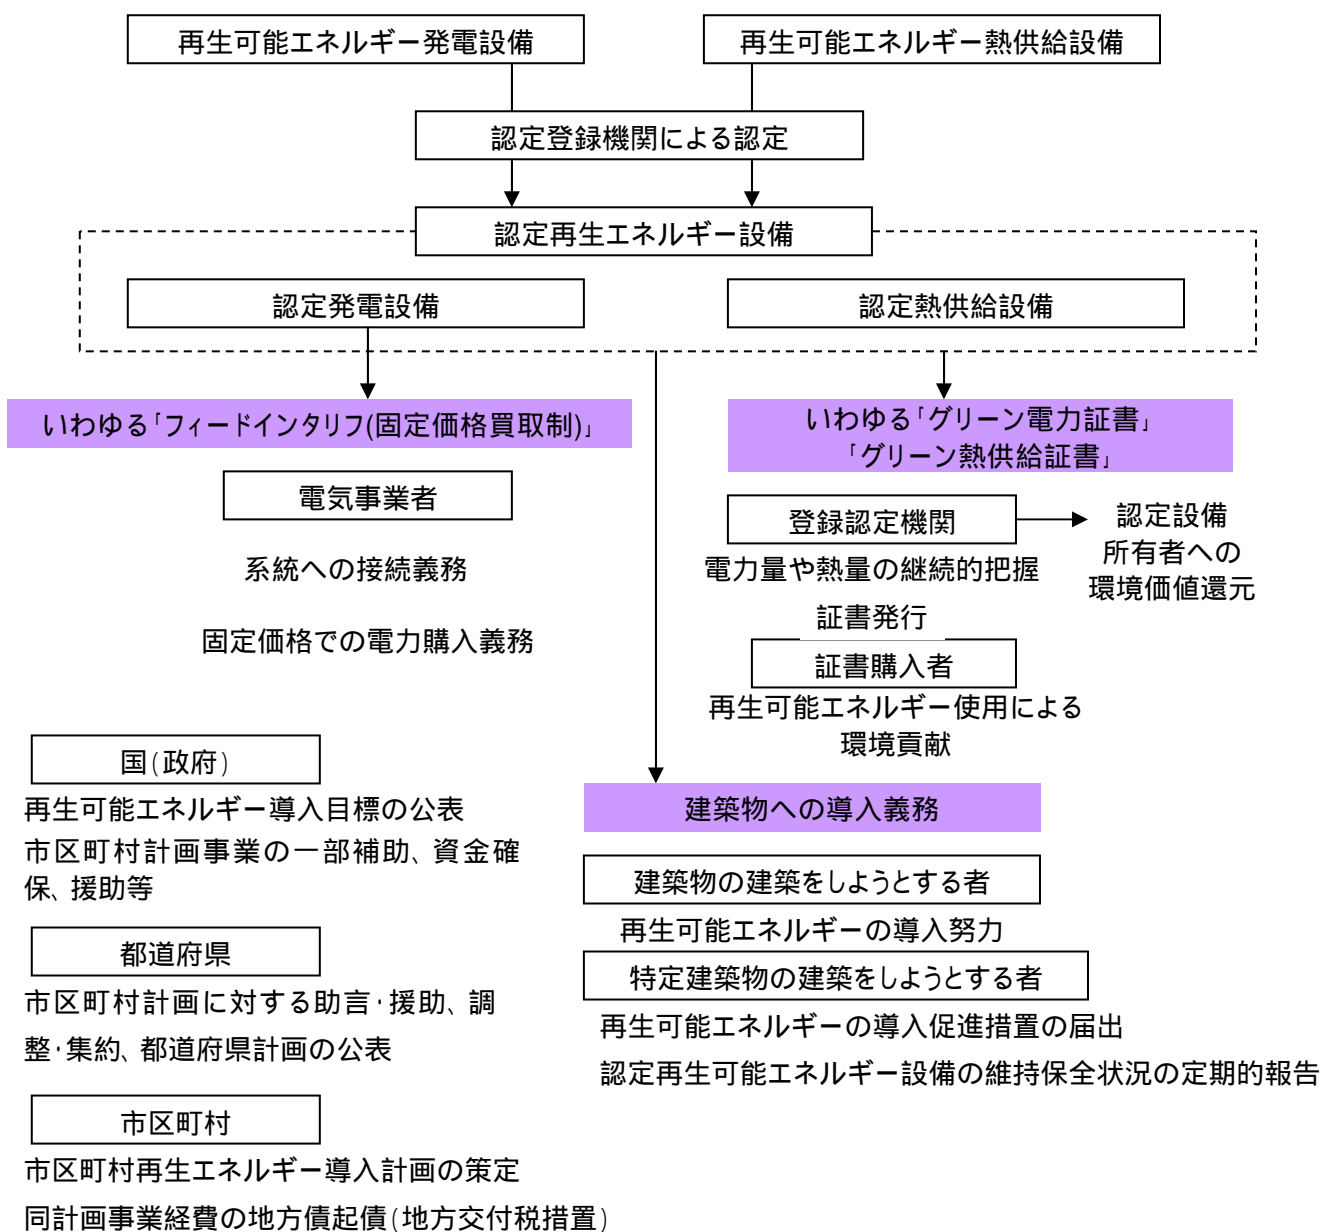 再生可能エネルギー発電設備
再生可能エネルギー熱供給設備
認定登録機関による認定
認定再生エネルギー設備
認定発電設備
認定熱供給設備
いわゆる「フィードインタリフ(固定価格買取制)」
電気事業者
系統への接続義務
固定価格での電力購入義務
いわゆる「グリーン電力証書」
「グリーン熱供給証書」
登録認定機関
電力量や熱量の継続的把握
証書発行
認定設備
所有者への
環境価値還元
証書購入者
再生可能エネルギー使用による
環境貢献
国(政府)
再生可能エネルギー導入目標の公表
市区町村計画事業の一部補助、資金確
保、援助等
都道府県
市区町村計画に対する助言・援助、調
整・集約、都道府県計画の公表
市区町村
市区町村再生エネルギー導入計画の策定
同計画事業経費の地方債起債(地方交付税措置)
建築物への導入義務
建築物の建築をしようとする者
再生可能エネルギーの導入努力
特定建築物の建築をしようとする者
再生可能エネルギーの導入促進措置の届出
認定再生可能エネルギー設備の維持保全状況の定期的報告